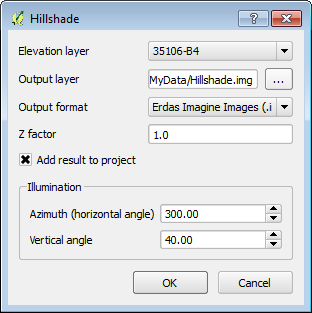 Hillshade
?
Elevation layer 35106-B4
Output layer MyData/Hillshade.img ...
Output format Erdas Imagine Images (.i
Z factor 1.0
Add result to project
Illumination
Azimuth (horizontal angle) 300.00
Vertical angle 40.00
OK Cancel